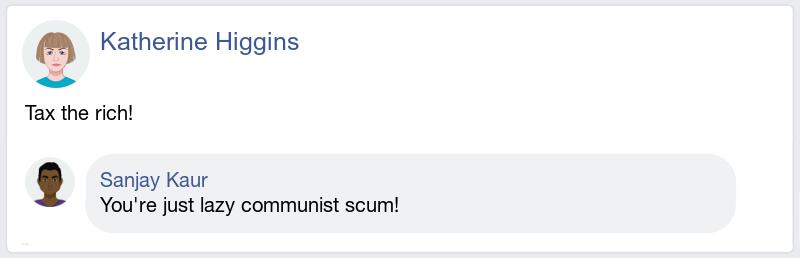 Katherine Higgins
Tax the rich!
Sanjay Kaur
You're just lazy communist scum!